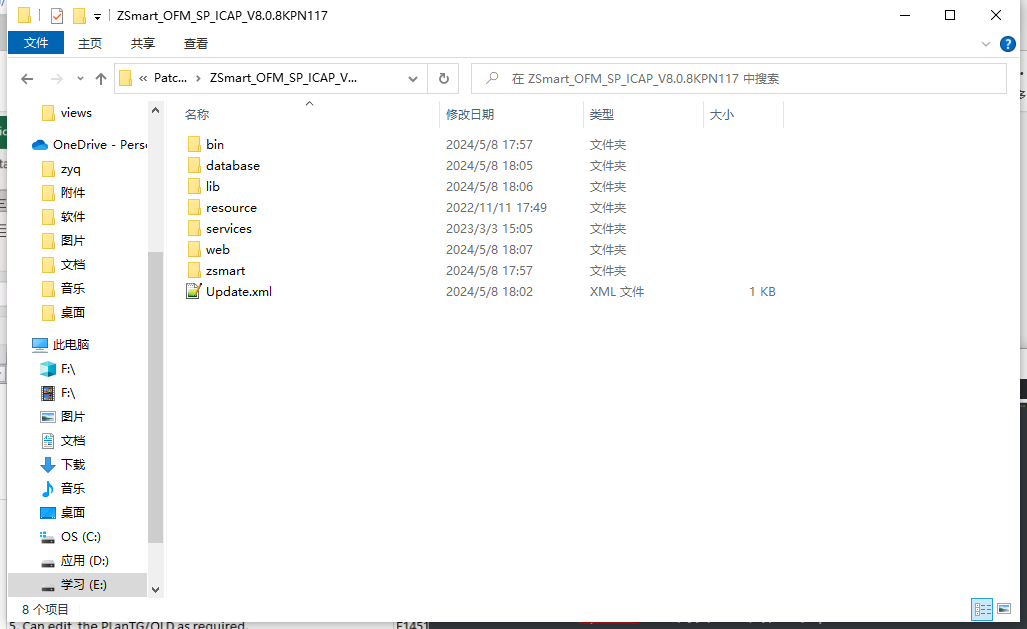 ZSmart_OFM_SP_ICAP_V8.0.8KPN117
文件 主页 共享 查看
« Patc... › ZSmart_OFM_SP_ICAP_V...
在 ZSmart_OFM_SP_ICAP_V8.0.8KPN117 中搜索
views
OneDrive - Pers
zyq
附件
软件
图片
文档
音乐
桌面
此电脑
F:\
F:\
图片
文档
下载
音乐
桌面
OS (C:)
应用 (D:)
学习 (E:)
名称 修改日期 类型 大小
bin 2024/5/8 17:57 文件夹
database 2024/5/8 18:05 文件夹
lib 2024/5/8 18:06 文件夹
resource 2022/11/11 17:49 文件夹
services 2023/3/3 15:05 文件夹
web 2024/5/8 18:07 文件夹
zsmart 2024/5/8 17:57 文件夹
Update.xml 2024/5/8 18:02 XML 文件 1 KB
8 个项目
5. Can edit the PLanTG/OLD as required. F1451